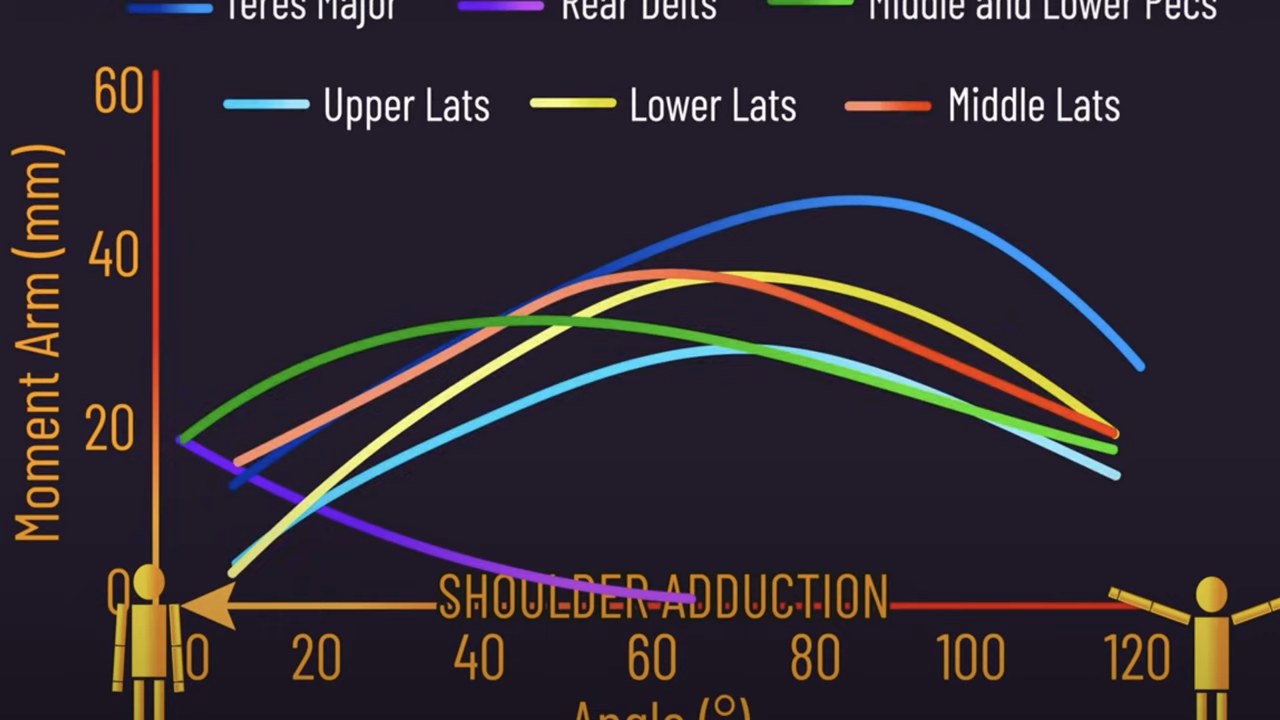 Teres Major Rear Delts Middle and Lower Pecs
60
Upper Lats Lower Lats Middle Lats
Moment Arm (mm)
40
20
0
SHOULDER ADDUCTION
0 20 40 60 80 100 120
Angle (°)